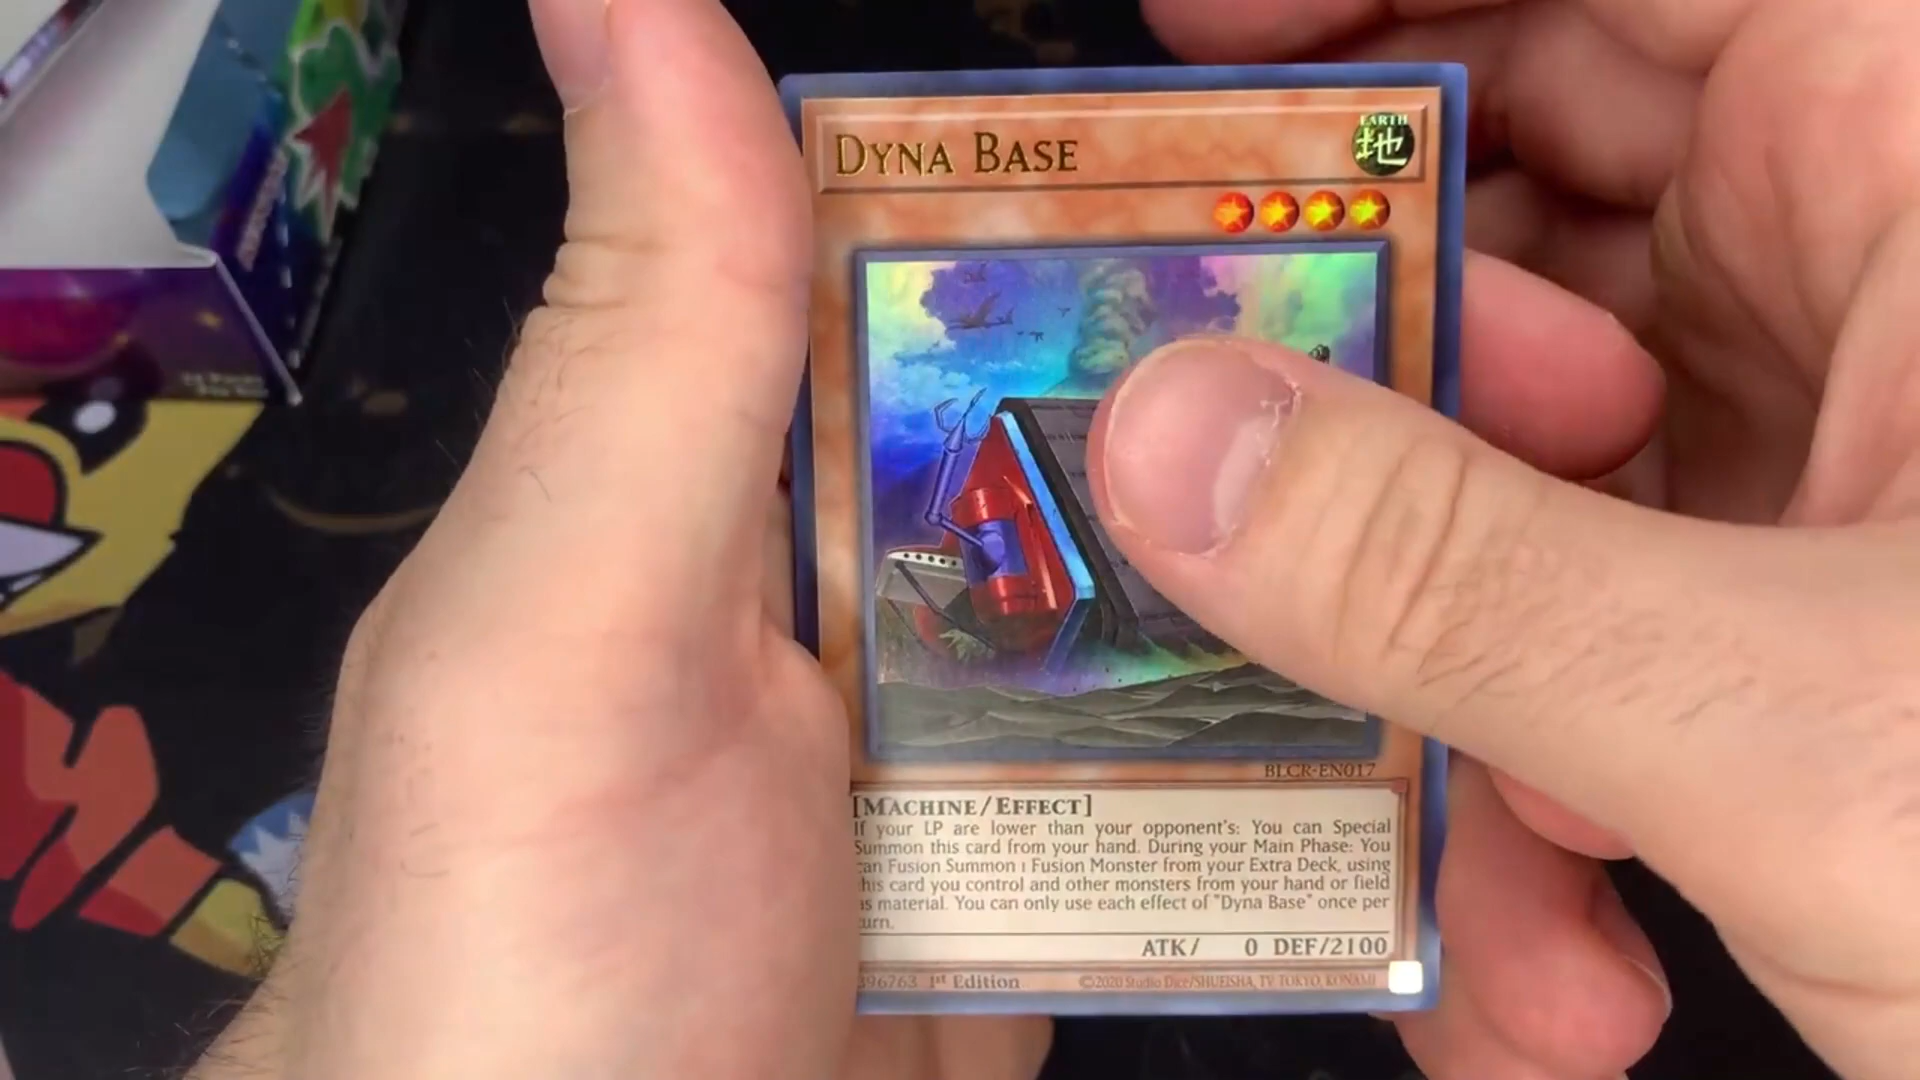 DYNA BASE
EARTH
地
BLCR-EN017
[MACHINE/EFFECT]
If your LP are lower than your opponent's: You can Special
Summon this card from your hand. During your Main Phase: You
an Fusion Summon 1 Fusion Monster from your Extra Deck, using
his card you control and other monsters from your hand or field
as material. You can only use each effect of "Dyna Base" once per
urn.
ATK/ 0 DEF/2100
396763 1st Edition ©2020 Studio Dice/SHUEISHA, TV TOKYO, KONAMI